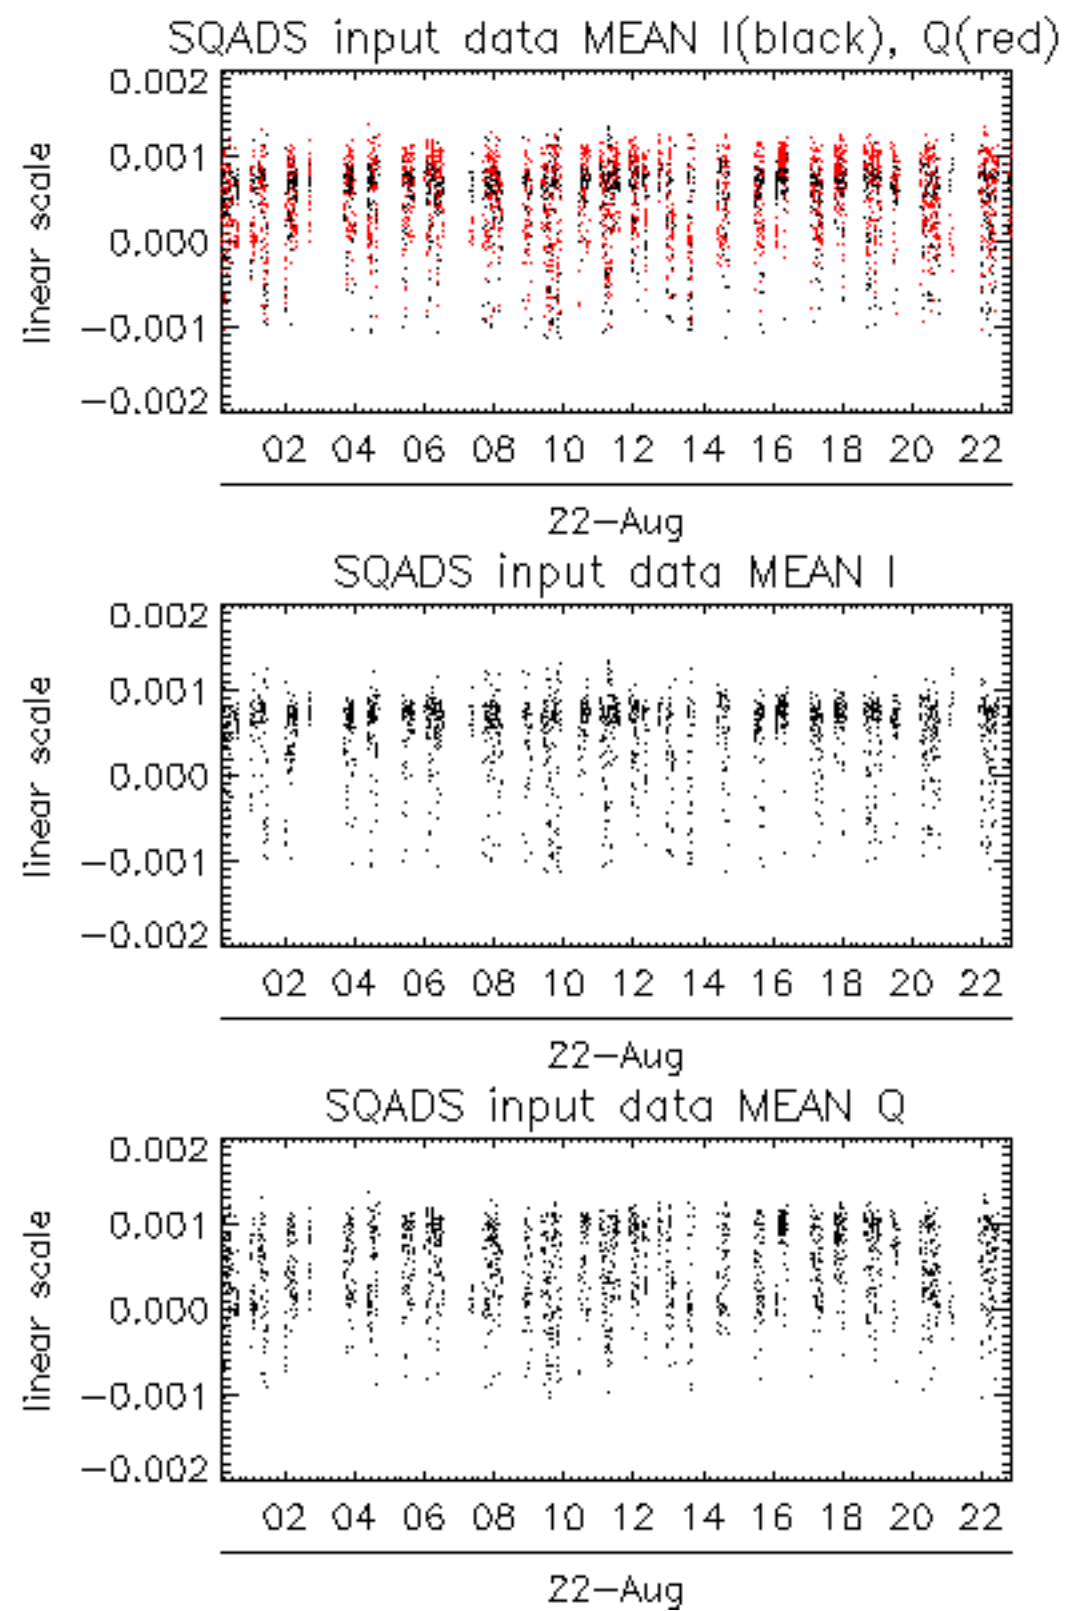 SQADS input data MEAN I(black), Q(red)
0.002
0.001
0.000
−0.001
−0.002
linear scale
02 04 06 08 10 12 14 16 18 20 22
22−Aug
SQADS input data MEAN I
0.002
0.001
0.000
−0.001
−0.002
linear scale
02 04 06 08 10 12 14 16 18 20 22
22−Aug
SQADS input data MEAN Q
0.002
0.001
0.000
−0.001
−0.002
linear scale
02 04 06 08 10 12 14 16 18 20 22
22−Aug